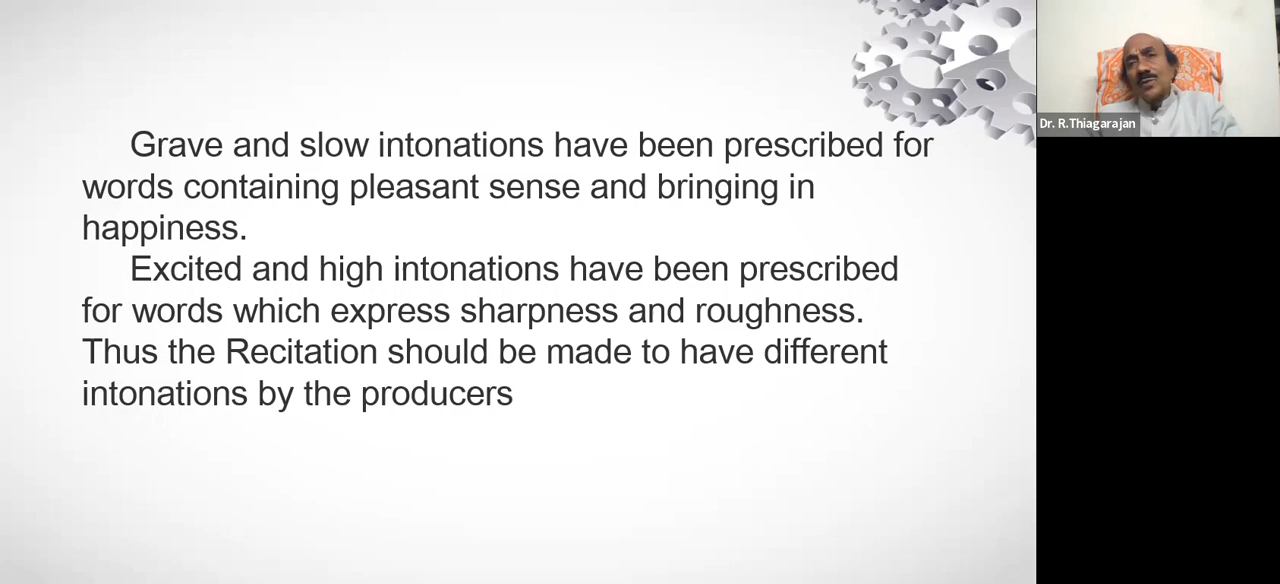 Grave and slow intonations have been prescribed for
words containing pleasant sense and bringing in
happiness.
Excited and high intonations have been prescribed
for words which express sharpness and roughness.
Thus the Recitation should be made to have different
intonations by the producers
Dr. R.Thiagarajan